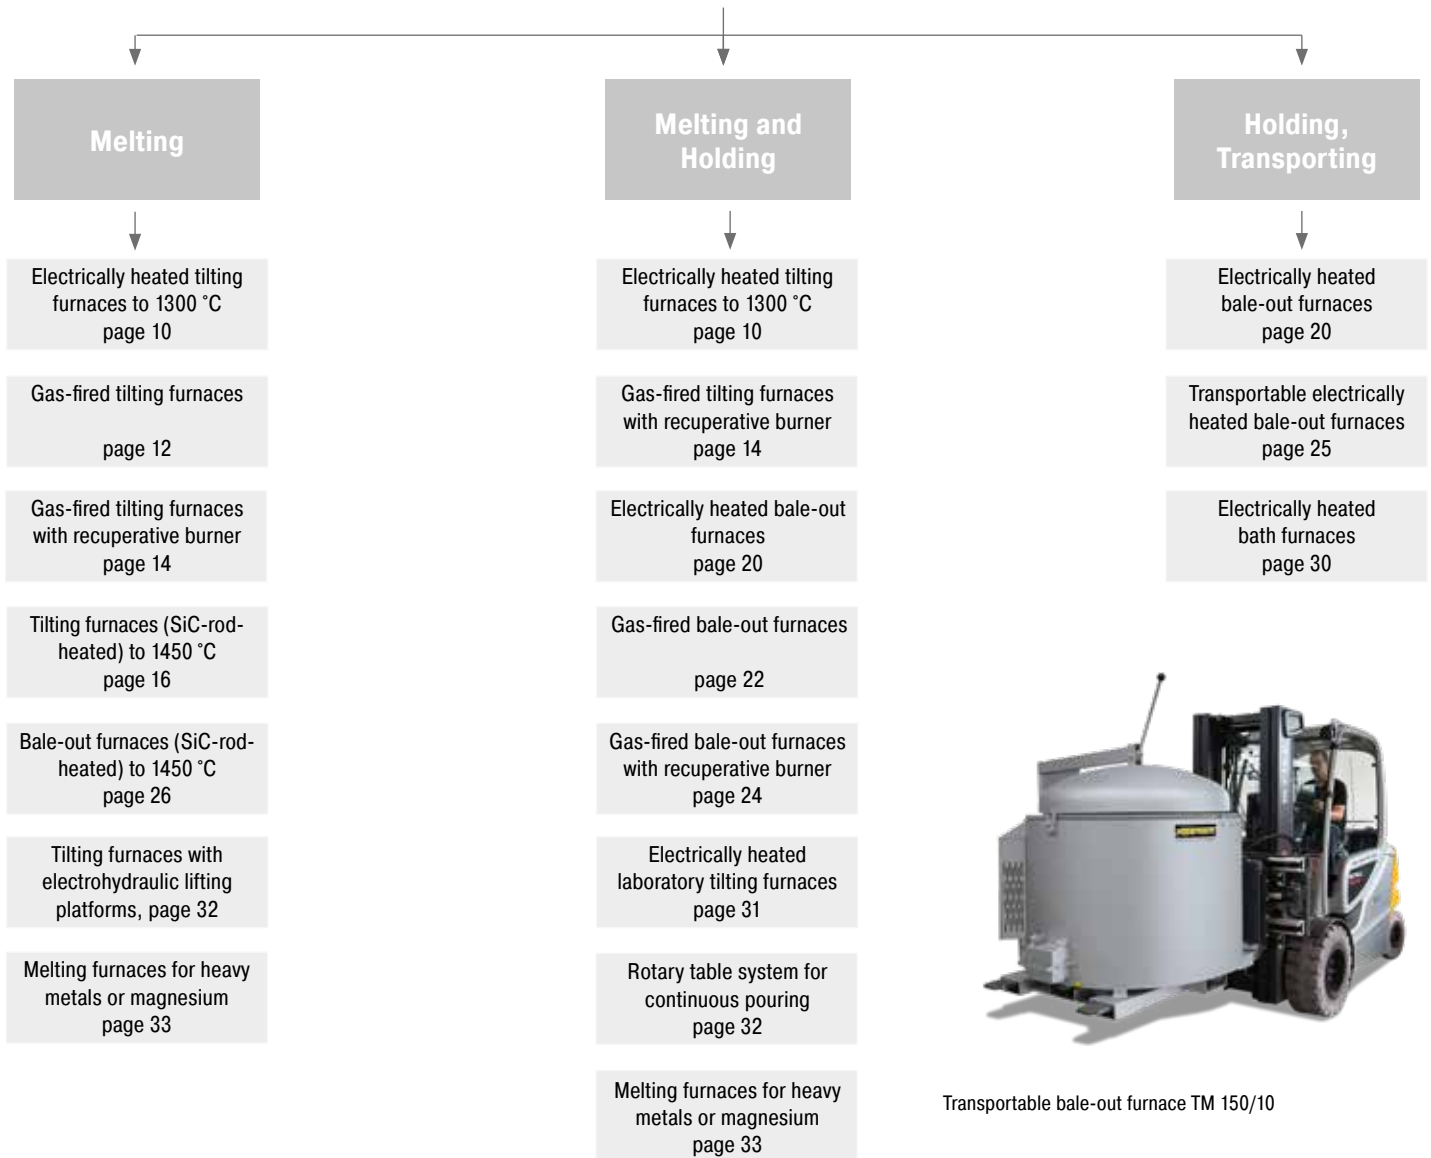 Melting
Electrically heated tilting
furnaces to 1300 °C
page 10
Gas-fired tilting furnaces
page 12
Gas-fired tilting furnaces
with recuperative burner
page 14
Tilting furnaces (SiC-rod-
heated) to 1450 °C
page 16
Bale-out furnaces (SiC-rod-
heated) to 1450 °C
page 26
Tilting furnaces with
electrohydraulic lifting
platforms, page 32
Melting furnaces for heavy
metals or magnesium
page 33
Melting and
Holding
Electrically heated tilting
furnaces to 1300 °C
page 10
Gas-fired tilting furnaces
with recuperative burner
page 14
Electrically heated bale-out
furnaces
page 20
Gas-fired bale-out furnaces
page 22
Gas-fired bale-out furnaces
with recuperative burner
page 24
Electrically heated
laboratory tilting furnaces
page 31
Rotary table system for
continuous pouring
page 32
Melting furnaces for heavy
metals or magnesium
page 33
Holding,
Transporting
Electrically heated
bale-out furnaces
page 20
Transportable electrically
heated bale-out furnaces
page 25
Electrically heated
bath furnaces
page 30
Transportable bale-out furnace TM 150/10